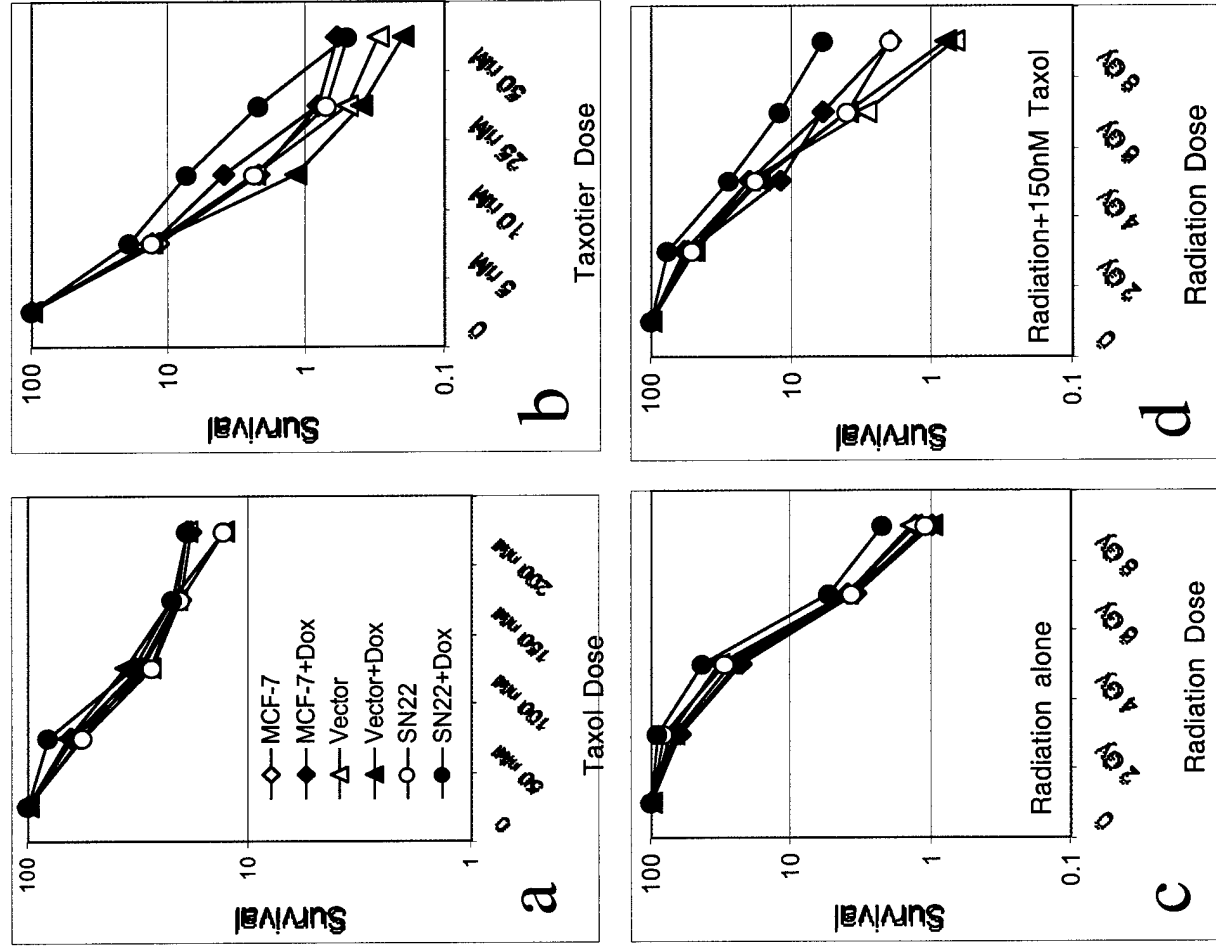 a
Survival
100
10
1
MCF-7
MCF-7+Dox
Vector
Vector+Dox
SN22
SN22+Dox
0
50 nM
100 nM
150 nM
200 nM
Taxol Dose
b
Survival
100
10
1
0.1
0
5 nM
10 nM
25 nM
50 nM
Taxotier Dose
c
Survival
100
10
1
0.1
Radiation alone
0
2Gy
4 Gy
6 Gy
8 Gy
Radiation Dose
d
Survival
100
10
1
0.1
Radiation+150nM Taxol
0
2Gy
4 Gy
6 Gy
8 Gy
Radiation Dose